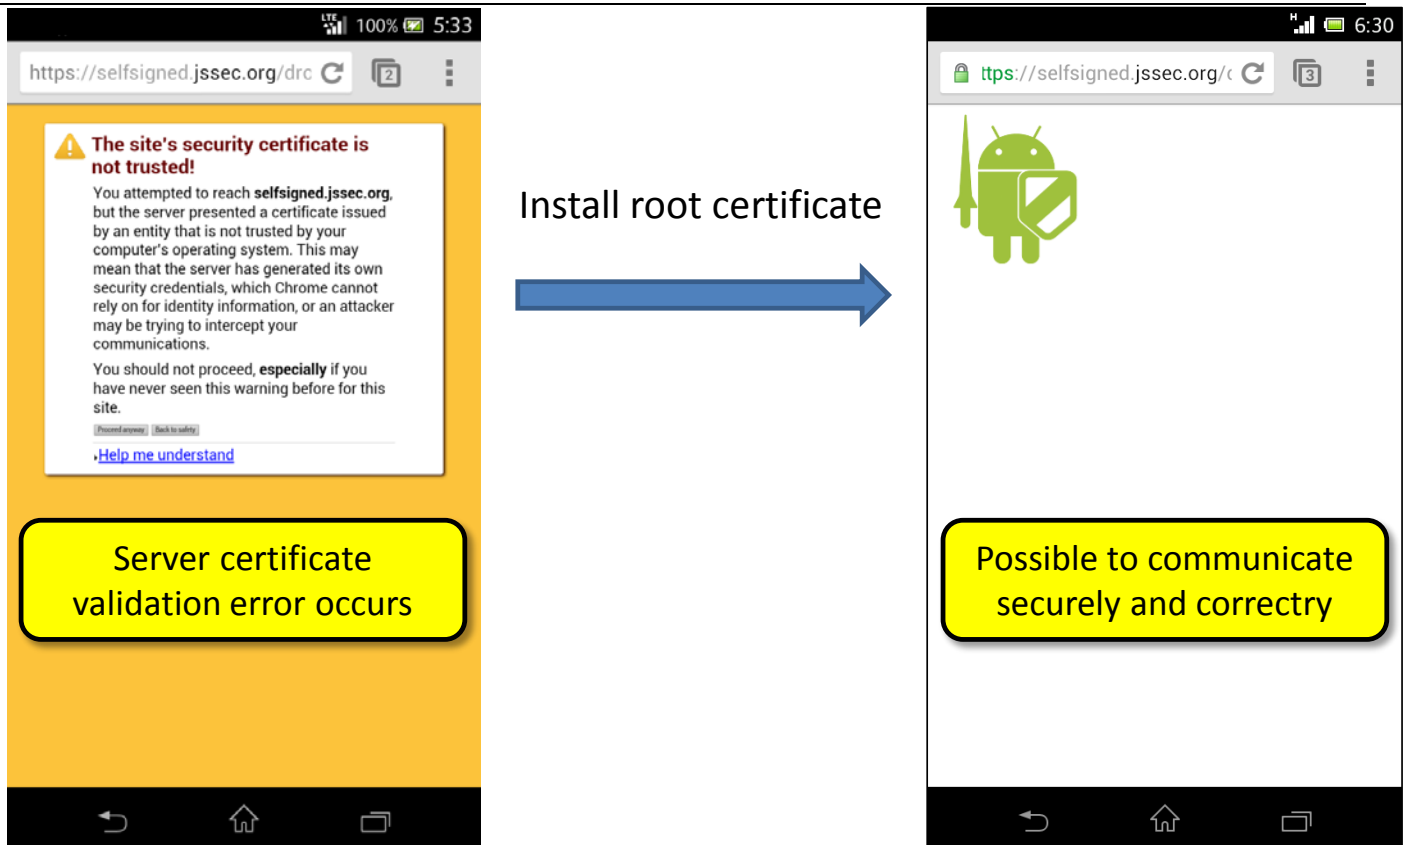 LTE 100% 5:33
https://selfsigned.jssec.org/drc 2
The site's security certificate is
not trusted!
You attempted to reach selfsigned.jssec.org,
but the server presented a certificate issued
by an entity that is not trusted by your
computer's operating system. This may
mean that the server has generated its own
security credentials, which Chrome cannot
rely on for identity information, or an attacker
may be trying to intercept your
communications.
You should not proceed, especially if you
have never seen this warning before for this
site.
Proceed anyway Back to safety
Help me understand
Server certificate
validation error occurs
Install root certificate
H 6:30
ttps://selfsigned.jssec.org/c 3
Possible to communicate
securely and correctry